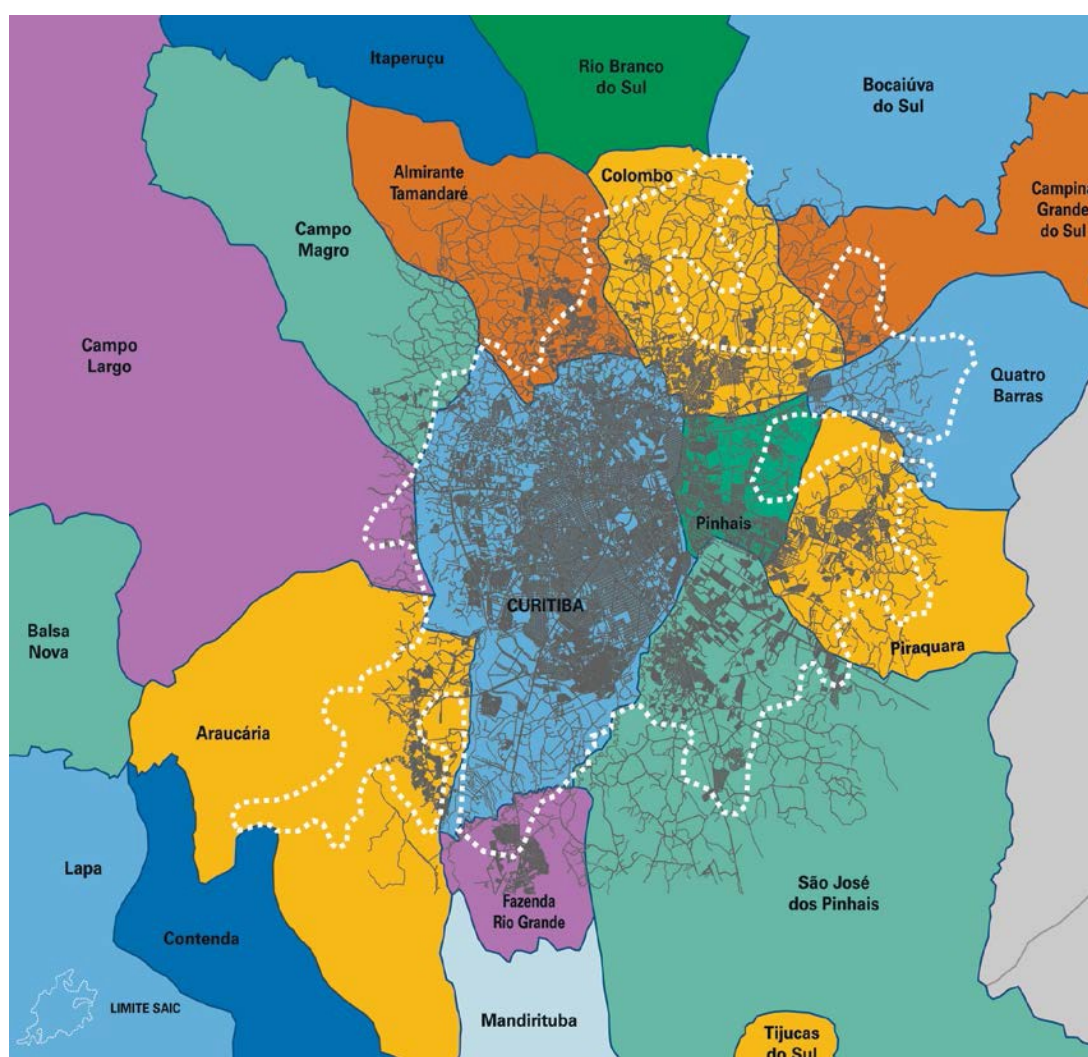 Itaperuçu
Rio Branco
do Sul
Bocaiúva
do Sul
Almirante
Tamandaré
Colombo
Campina
Grande
do Sul
Campo
Magro
Campo
Largo
Quatro
Barras
Pinhais
CURITIBA
Balsa
Nova
Piraquara
Araucária
Lapa
São José
dos Pinhais
Fazenda
Rio Grande
Contenda
LIMITE SAIC
Mandirituba
Tijucas
do Sul